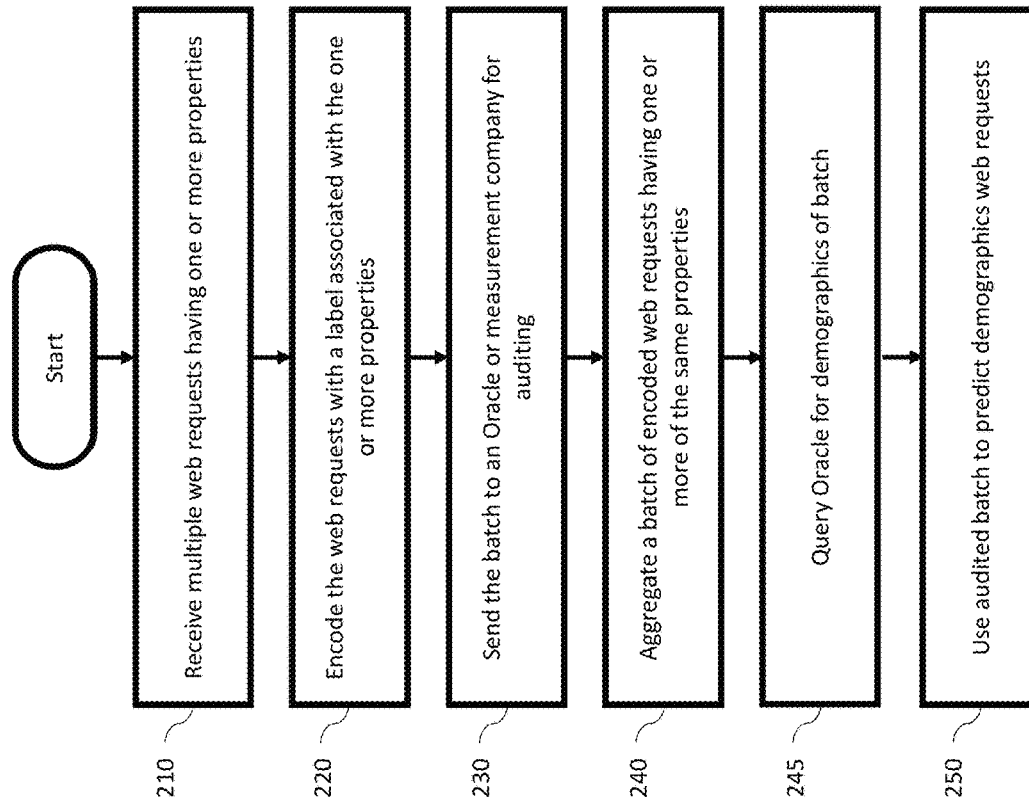 Start
210
Receive multiple web requests having one or more properties
220
Encode the web requests with a label associated with the one
or more properties
230
Send the batch to an Oracle or measurement company for
auditing
240
Aggregate a batch of encoded web requests having one or
more of the same properties
245
Query Oracle for demographics of batch
250
Use audited batch to predict demographics web requests